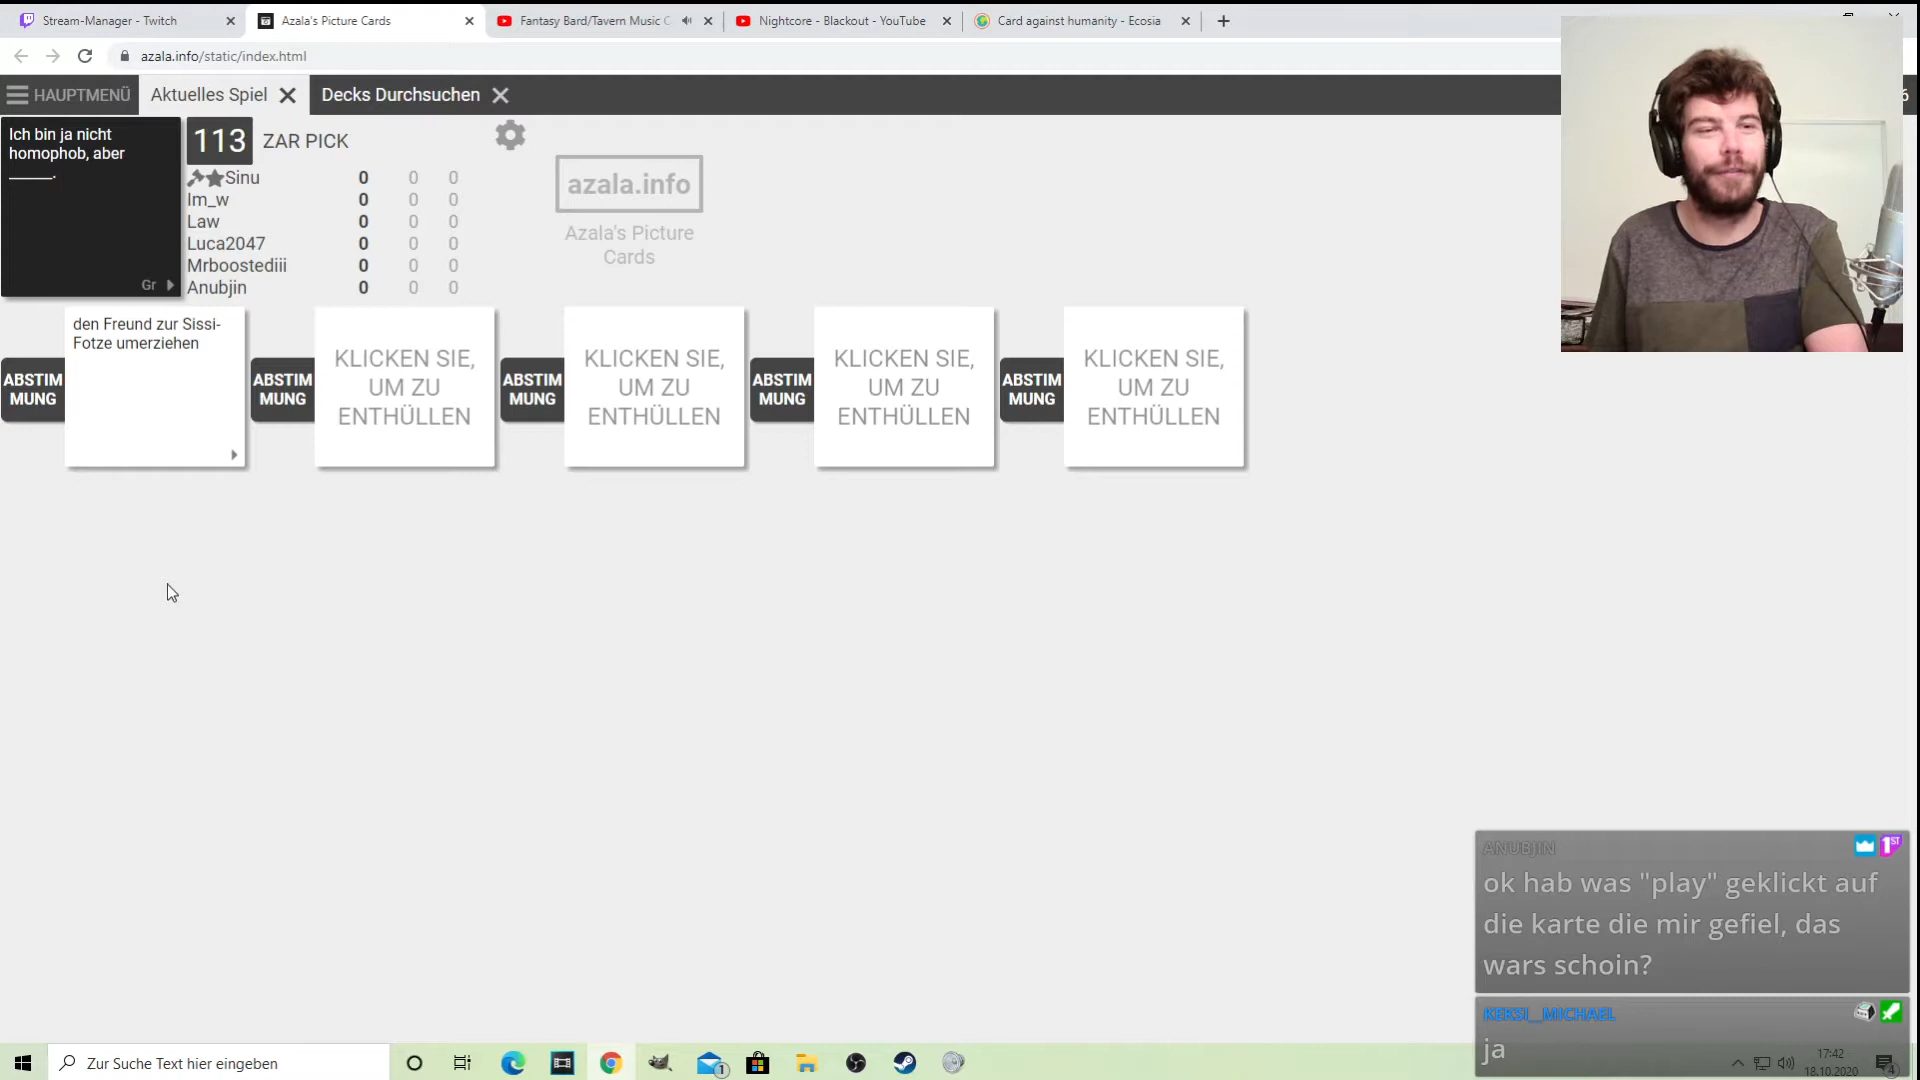 Stream-Manager - Twitch
Azala's Picture Cards
Fantasy Bard/Tavern Music C
Nightcore - Blackout - YouTube
Card against humanity - Ecosia
azala.info/static/index.html
HAUPTMENÜ
Aktuelles Spiel
Decks Durchsuchen
6
Ich bin ja nicht
homophob, aber
_____.
Gr
113
ZAR PICK
Sinu 0 0 0
Im_w 0 0 0
Law 0 0 0
Luca2047 0 0 0
Mrboostediii 0 0 0
Anubjin 0 0 0
azala.info
Azala's Picture
Cards
ABSTIM
MUNG
den Freund zur Sissi-
Fotze umerziehen
ABSTIM
MUNG
KLICKEN SIE,
UM ZU
ENTHÜLLEN
ABSTIM
MUNG
KLICKEN SIE,
UM ZU
ENTHÜLLEN
ABSTIM
MUNG
KLICKEN SIE,
UM ZU
ENTHÜLLEN
ABSTIM
MUNG
KLICKEN SIE,
UM ZU
ENTHÜLLEN
ANUBJIN
1ST
ok hab was "play" geklickt auf
die karte die mir gefiel, das
wars schoin?
KEKSI__MICHAEL
ja
Zur Suche Text hier eingeben
1
17:42
18.10.2020
4